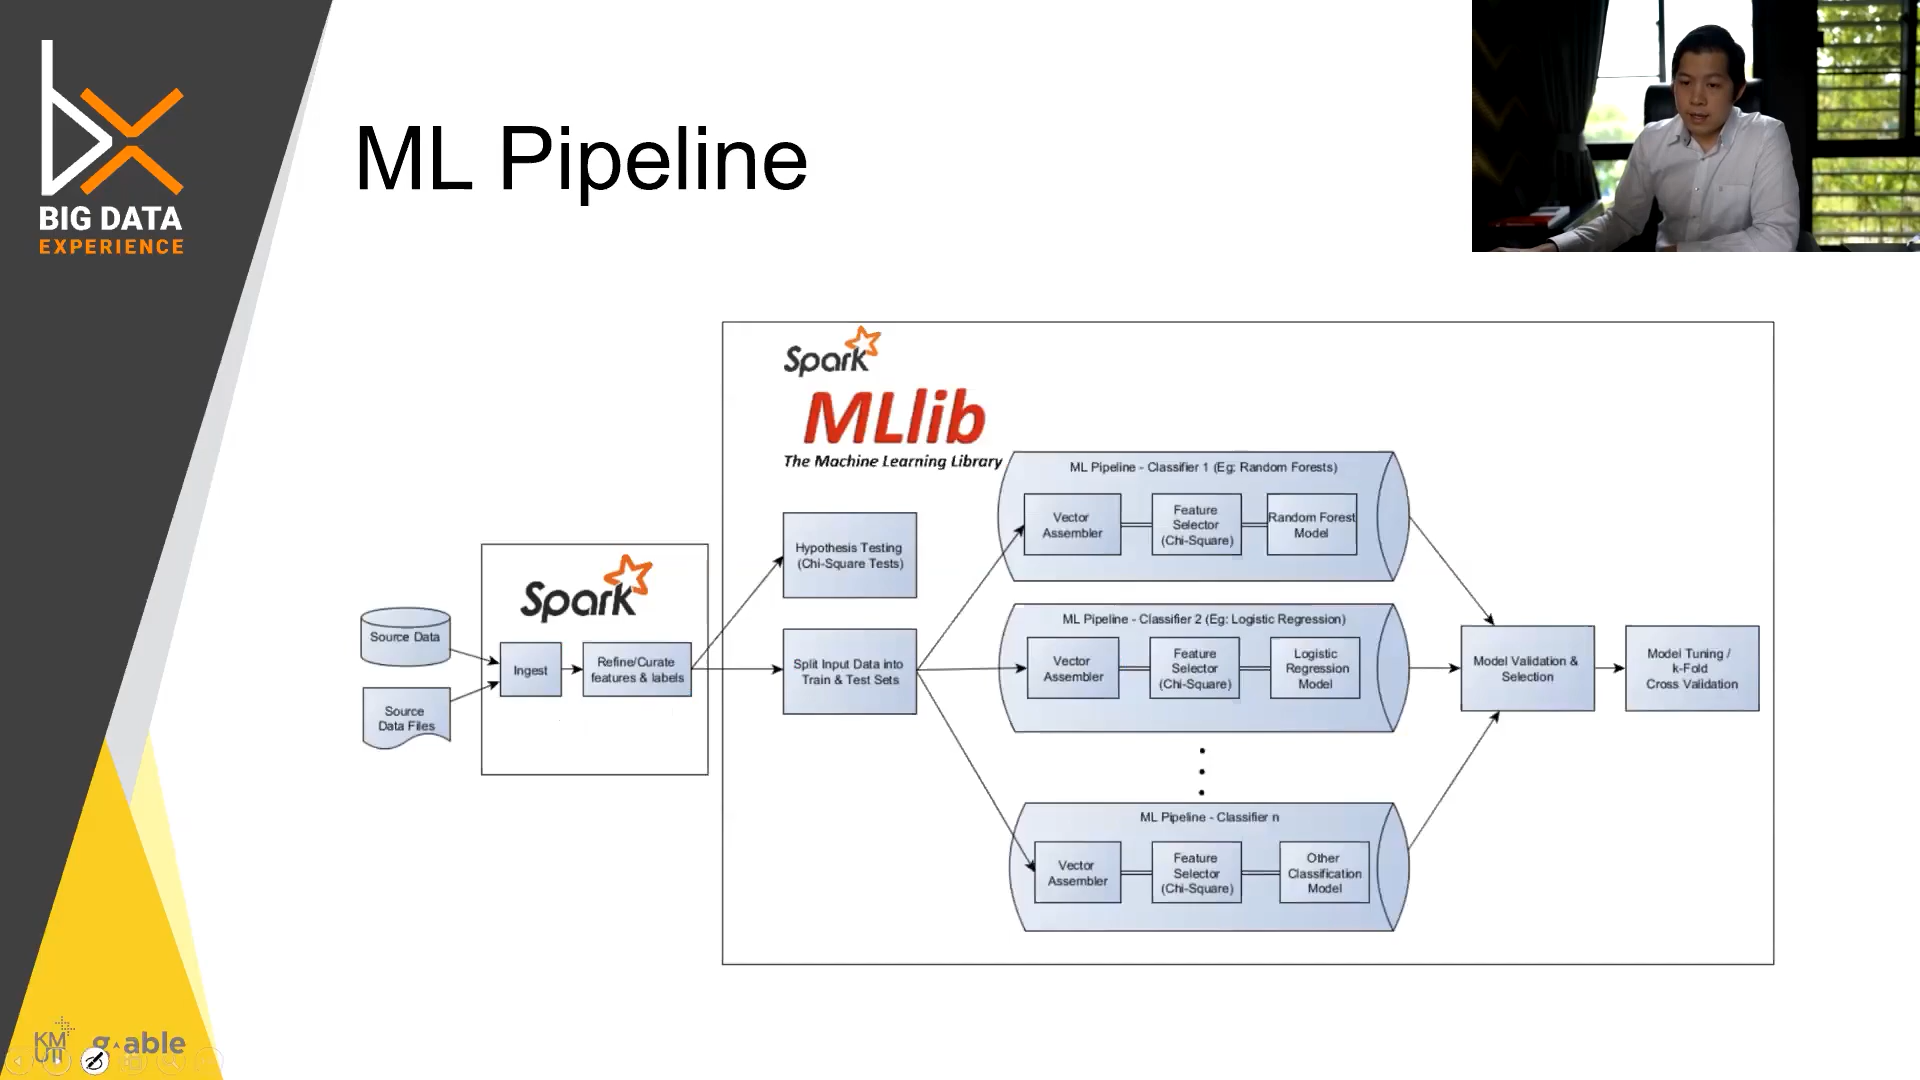 BIG DATA
EXPERIENCE
ML Pipeline
Spark
MLlib
The Machine Learning Library
Spark
Source Data
Source
Data Files
Ingest
Refine/Curate
features & labels
Hypothesis Testing
(Chi-Square Tests)
Split Input Data into
Train & Test Sets
ML Pipeline - Classifier 1 (Eg: Random Forests)
Vector
Assembler
Feature
Selector
(Chi-Square)
Random Forest
Model
ML Pipeline - Classifier 2 (Eg: Logistic Regression)
Vector
Assembler
Feature
Selector
(Chi-Square)
Logistic
Regression
Model
ML Pipeline - Classifier n
Vector
Assembler
Feature
Selector
(Chi-Square)
Other
Classification
Model
Model Validation &
Selection
Model Tuning /
k-Fold
Cross Validation
KM
UTT
g-able